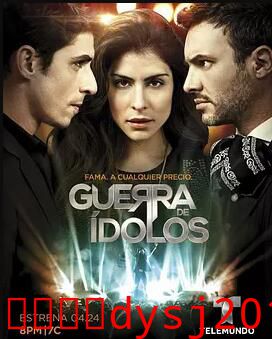 FAMA. A CUALQUIER PRECIO.
GUERRA
DE
ÍDOLOS
ESTRENA 04.24
8PM|7C
TELEMUNDO
dysj201